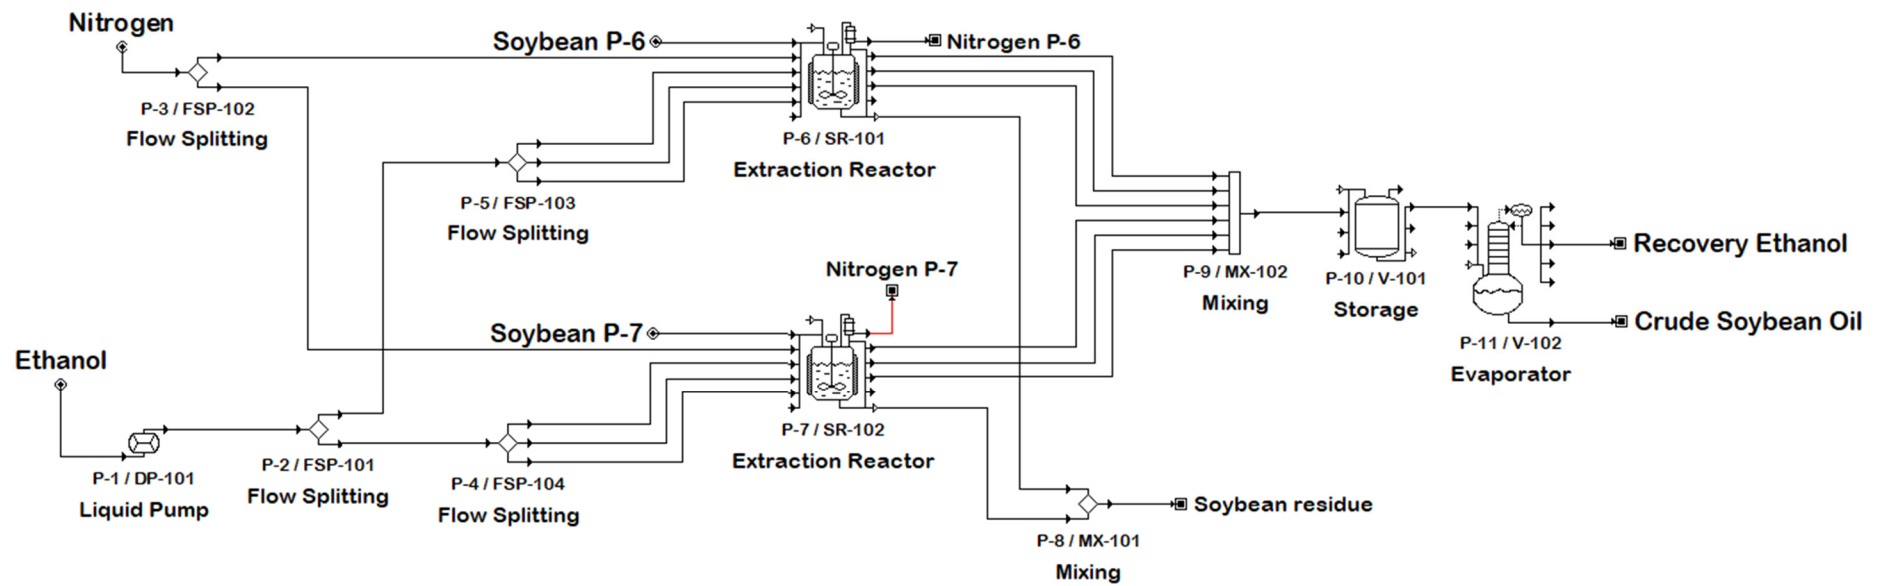 Nitrogen
P-3 / FSP-102
Flow Splitting
Soybean P-6
Nitrogen P-6
P-6 / SR-101
Extraction Reactor
P-5 / FSP-103
Flow Splitting
Nitrogen P-7
Soybean P-7
P-7 / SR-102
Extraction Reactor
Ethanol
P-1 / DP-101
Liquid Pump
P-2 / FSP-101
Flow Splitting
P-4 / FSP-104
Flow Splitting
P-9 / MX-102
Mixing
P-10 / V-101
Storage
Recovery Ethanol
Crude Soybean Oil
P-11 / V-102
Evaporator
Soybean residue
P-8 / MX-101
Mixing